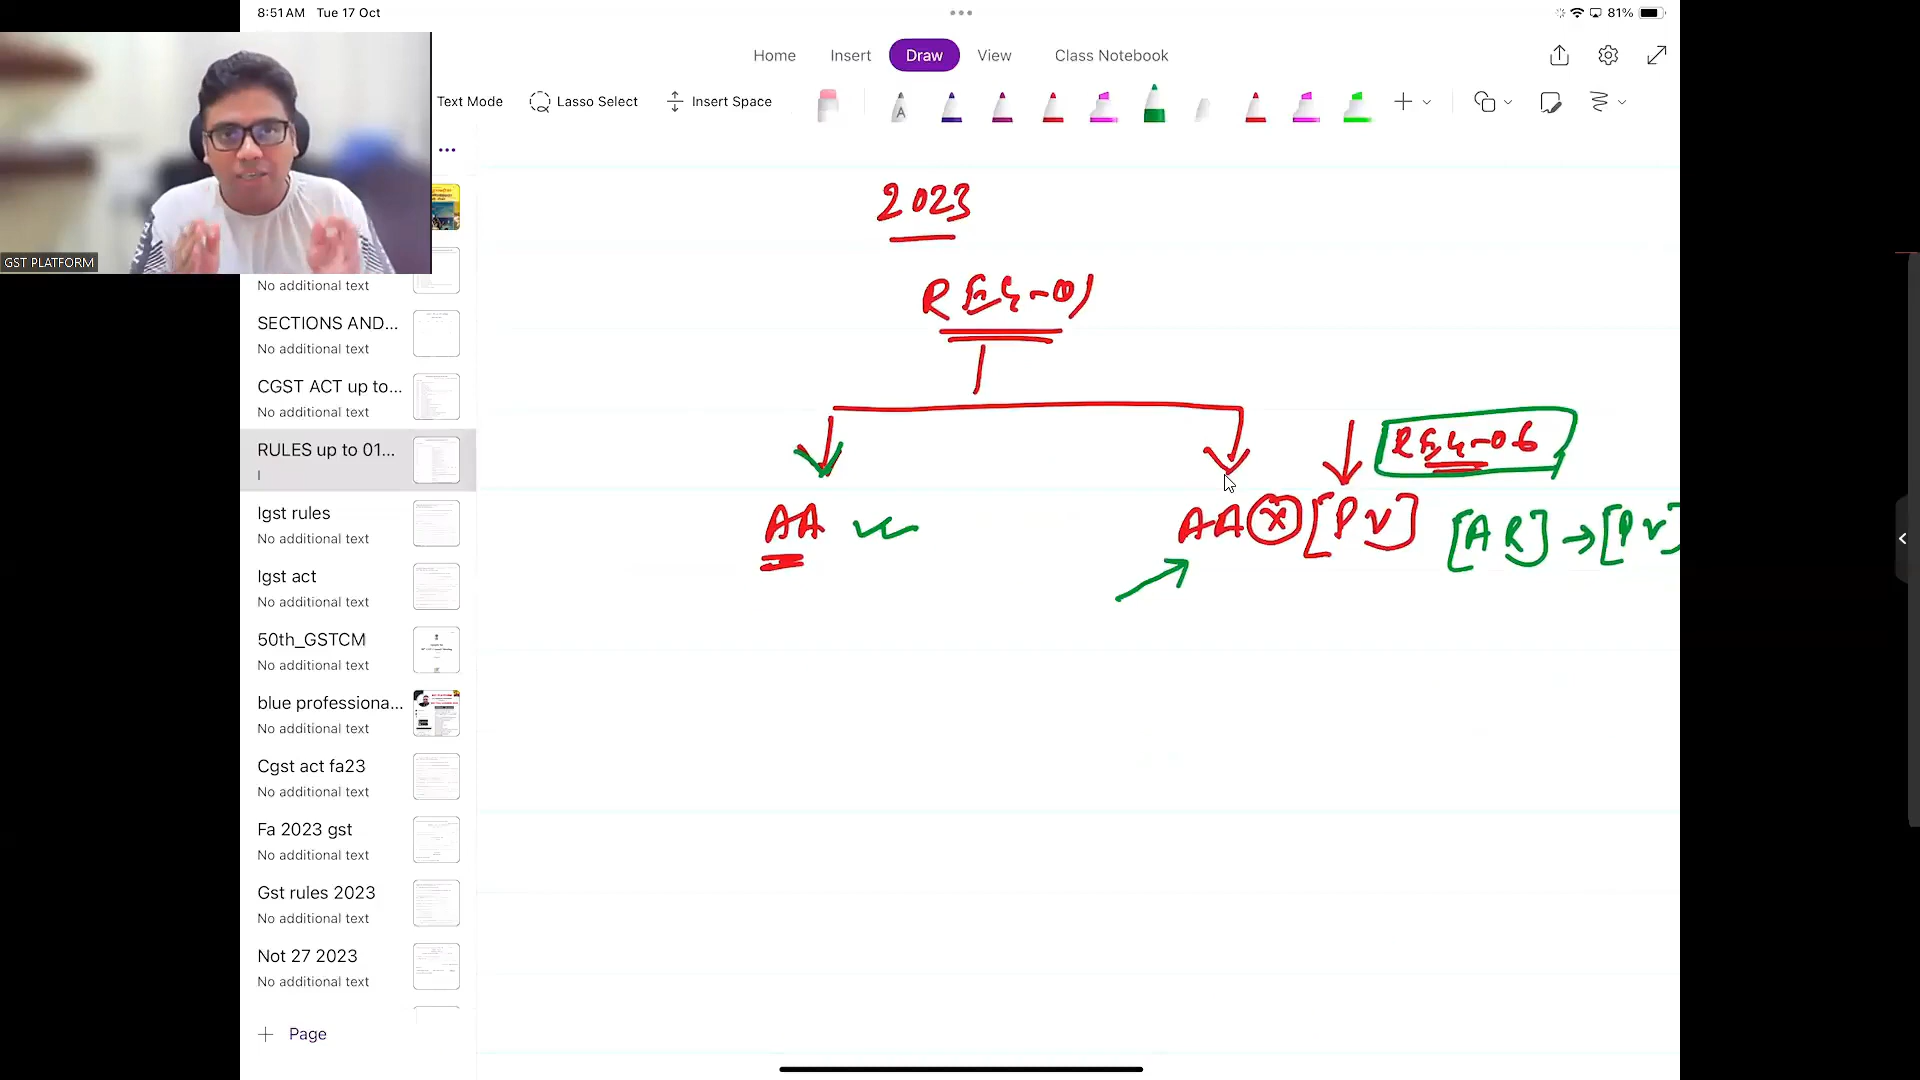 8:51 AM Tue 17 Oct
81%
Home Insert Draw View Class Notebook
Text Mode Lasso Select Insert Space
GST PLATFORM
No additional text
SECTIONS AND...
No additional text
CGST ACT up to...
No additional text
RULES up to 01...
I
Igst rules
No additional text
Igst act
No additional text
50th_GSTCM
No additional text
blue professiona...
No additional text
Cgst act fa23
No additional text
Fa 2023 gst
No additional text
Gst rules 2023
No additional text
Not 27 2023
No additional text
Page
2023
REG-01
REG-06
AA
AA x [PV] [AR] → [PV]